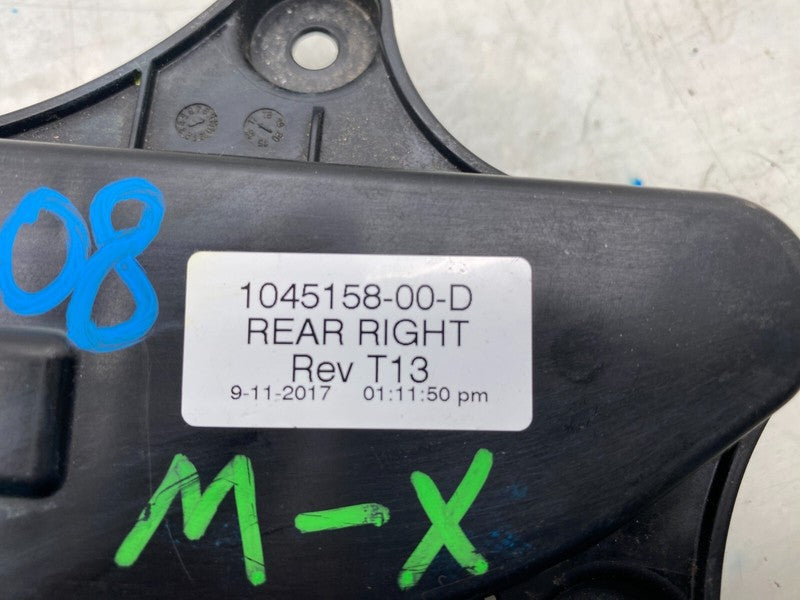 08
1045158-00-D
REAR RIGHT
Rev T13
9-11-2017 01:11:50 pm
M-X